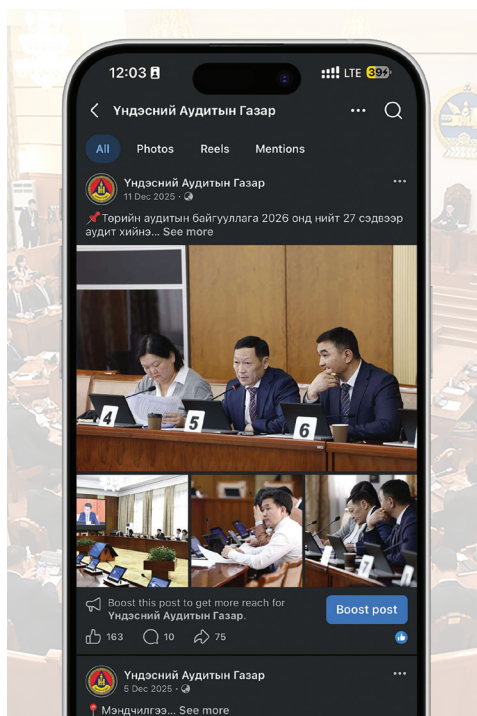 12:03
LTE 39
Үндэсний Аудитын Газар
All Photos Reels Mentions
Үндэсний Аудитын Газар
11 Dec 2025 ·
📌Төрийн аудитын байгууллага 2026 онд нийт 27 сэдвээр
аудит хийнэ... See more
4 5 6
Boost this post to get more reach for
Үндэсний Аудитын Газар.
Boost post
163 10 75
Үндэсний Аудитын Газар
5 Dec 2025 ·
📍Мэндчилгээ... See more